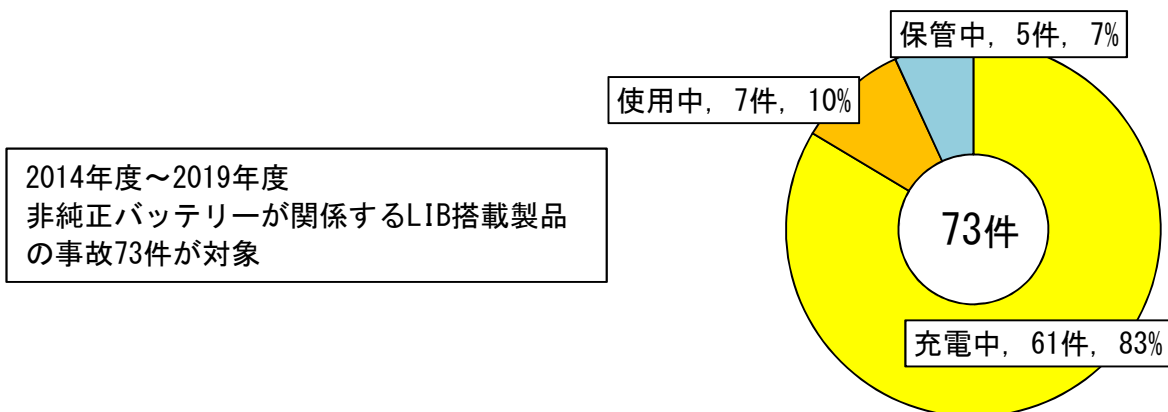 保管中, 5件, 7%
使用中, 7件, 10%
2014年度～2019年度
非純正バッテリーが関係するLIB搭載製品
の事故73件が対象
73件
充電中, 61件, 83%